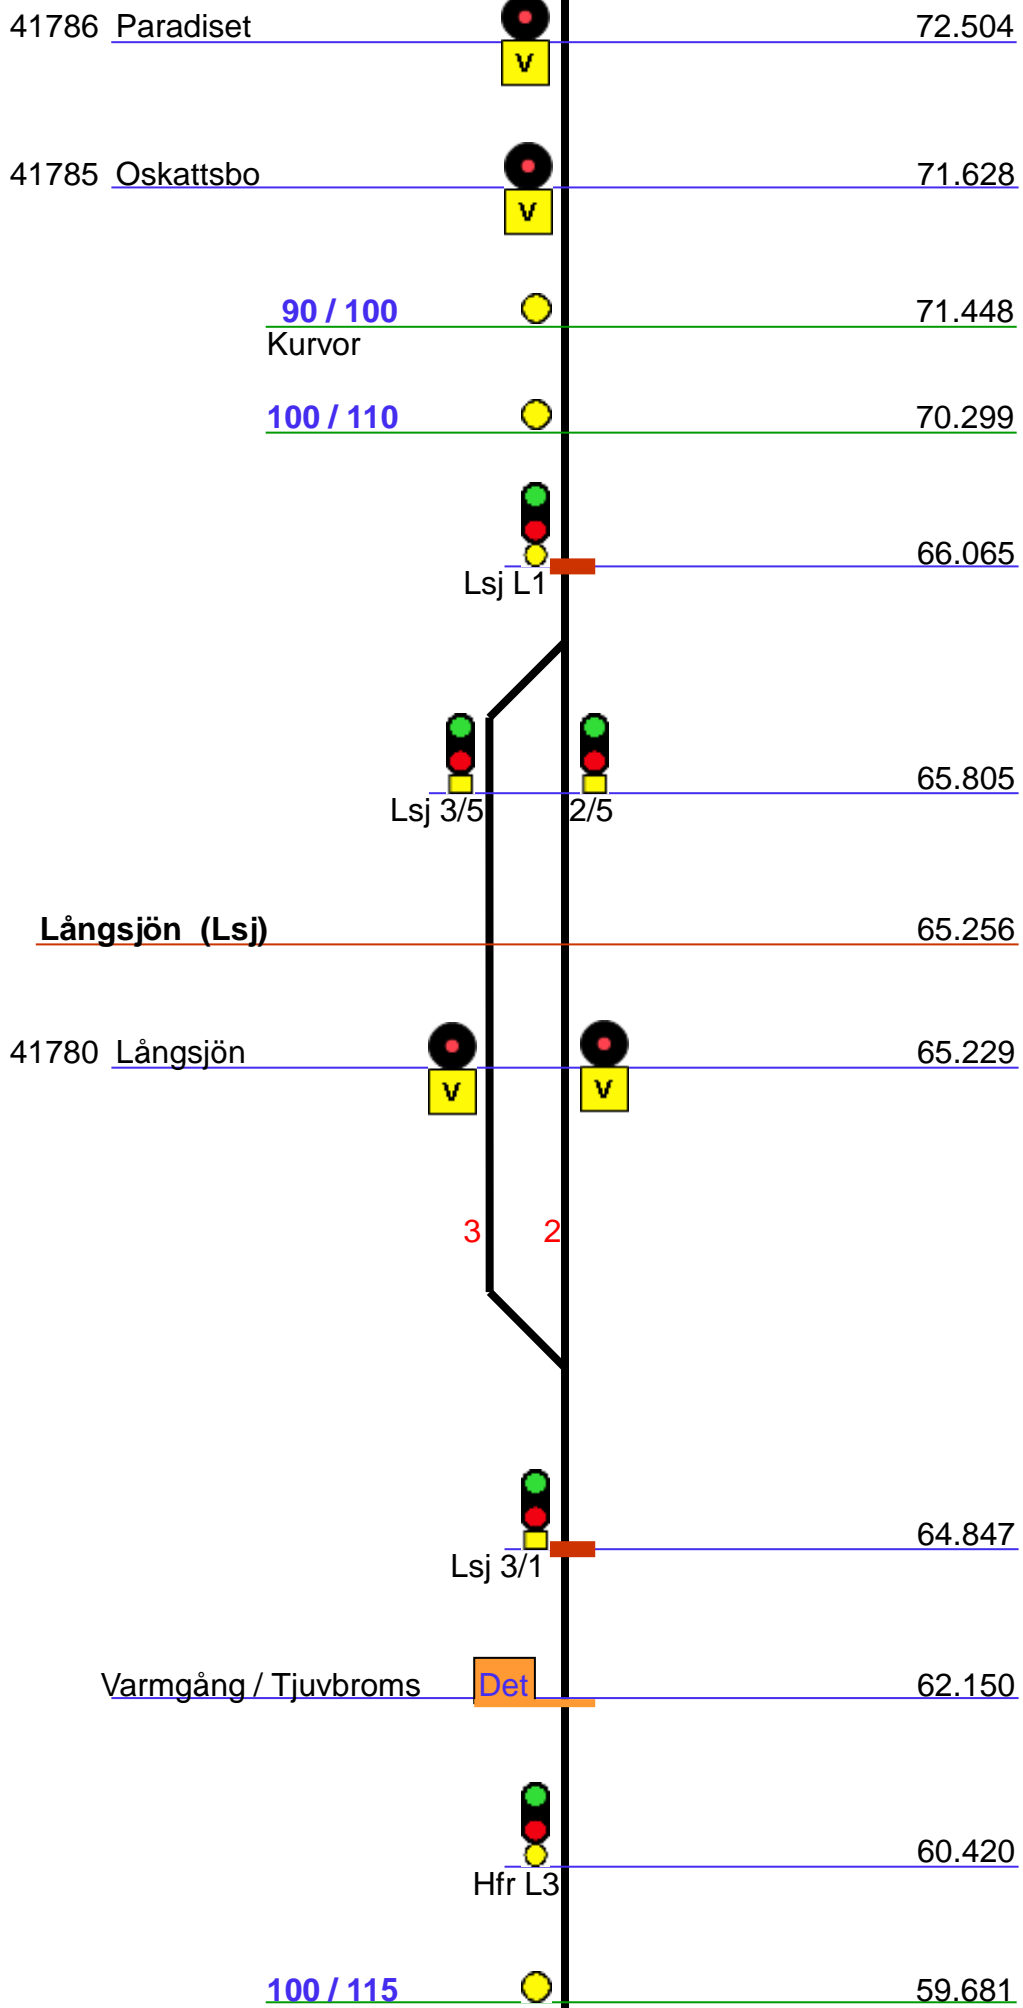 41786 Paradiset 72.504
V
41785 Oskattsbo 71.628
V
90 / 100 71.448
Kurvor
100 / 110 70.299
66.065
Lsj L1
65.805
Lsj 3/5 2/5
Långsjön (Lsj) 65.256
41780 Långsjön 65.229
V V
3 2
64.847
Lsj 3/1
Varmgång / Tjuvbroms Det 62.150
60.420
Hfr L3
100 / 115 59.681